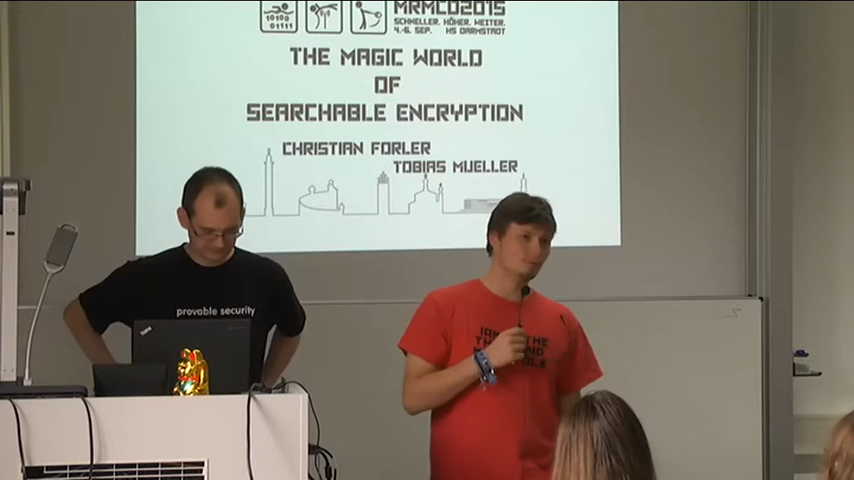 MRMCD2015
SCHNELLER. HÖHER. WEITER.
4.-6. SEP. HS DARMSTADT
10100
01111
THE MAGIC WORLD
OF
SEARCHABLE ENCRYPTION
CHRISTIAN FORLER
TOBIAS MUELLER
provable security